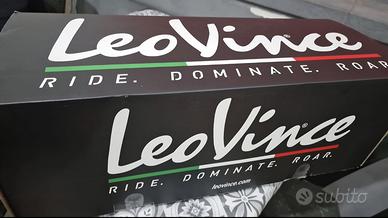 LeoVince
RIDE. DOMINATE. ROAR.
LeoVince
RIDE. DOMINATE. ROAR.
leovince.com
subito